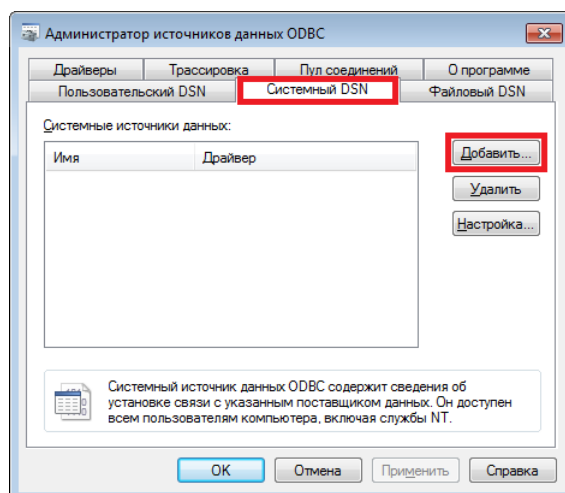 Администратор источников данных ODBC
Драйверы Трассировка Пул соединений О программе
Пользовательский DSN Системный DSN Файловый DSN
Системные источники данных:
Имя Драйвер
Добавить...
Удалить
Настройка...
Системный источник данных ODBC содержит сведения об
установке связи с указанным поставщиком данных. Он доступен
всем пользователям компьютера, включая службы NT.
OK Отмена Применить Справка